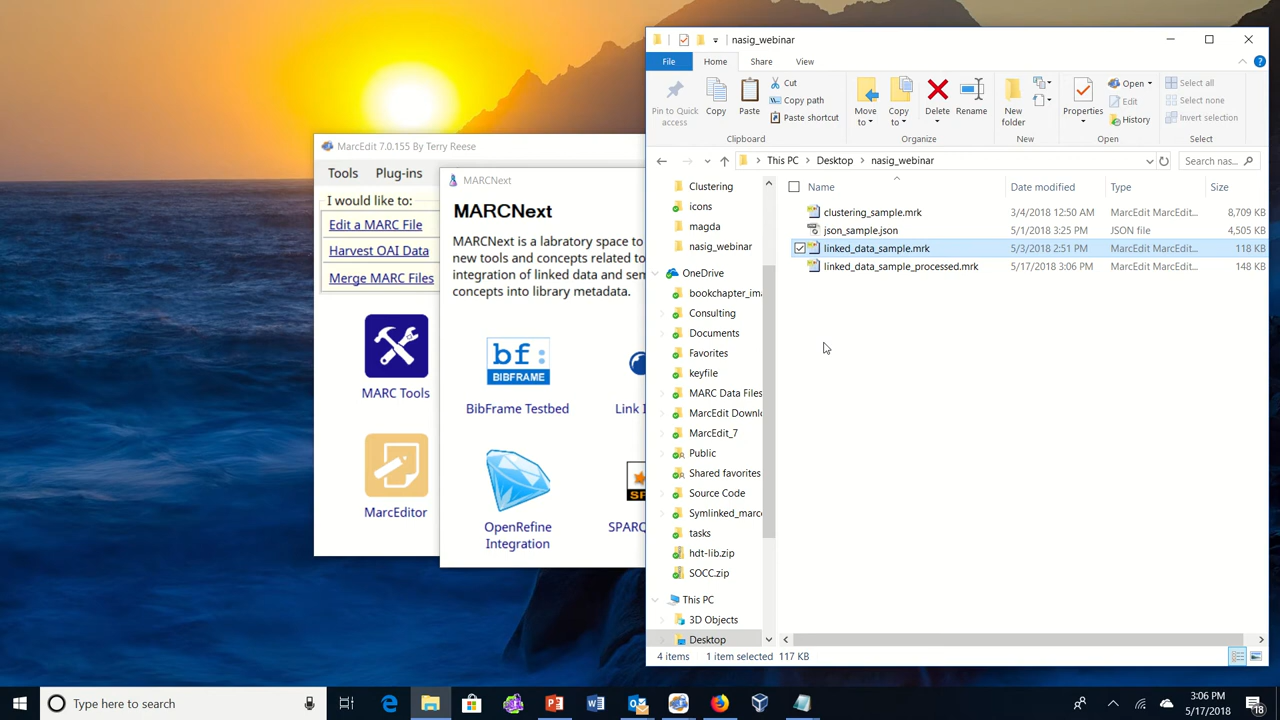 nasig_webinar
File
Home
Share
View
Pin to Quick access
Copy
Paste
Cut
Copy path
Paste shortcut
Clipboard
Move to
Copy to
Delete
Rename
Organize
New folder
New
Properties
Open
Edit
History
Open
Select all
Select none
Invert selection
Select
This PC
Desktop
nasig_webinar
Search nas...
Clustering
icons
magda
nasig_webinar
OneDrive
bookchapter_im
Consulting
Documents
Favorites
keyfile
MARC Data Files
MarcEdit Downl
MarcEdit_7
Public
Shared favorites
Source Code
Symlinked_marc
tasks
hdt-lib.zip
SOCC.zip
This PC
3D Objects
Desktop
Name Date modified Type Size
clustering_sample.mrk 3/4/2018 12:50 AM MarcEdit MarcEdit... 8,709 KB
json_sample.json 5/1/2018 3:25 PM JSON file 4,505 KB
linked_data_sample.mrk 5/3/2018 2:51 PM MarcEdit MarcEdit... 118 KB
linked_data_sample_processed.mrk 5/17/2018 3:06 PM MarcEdit MarcEdit... 148 KB
4 items 1 item selected 117 KB
MarcEdit 7.0.155 By Terry Reese
Tools Plug-ins
I would like to:
Edit a MARC File
Harvest OAI Data
Merge MARC Files
MARC Tools
MarcEditor
MARCNext
MARCNext
MARCNext is a labratory space to
new tools and concepts related to
integration of linked data and sem
concepts into library metadata.
bf:
BIBFRAME
BibFrame Testbed
Link I
OpenRefine
Integration
SP
SPARQ
Type here to search
3:06 PM
5/17/2018
18